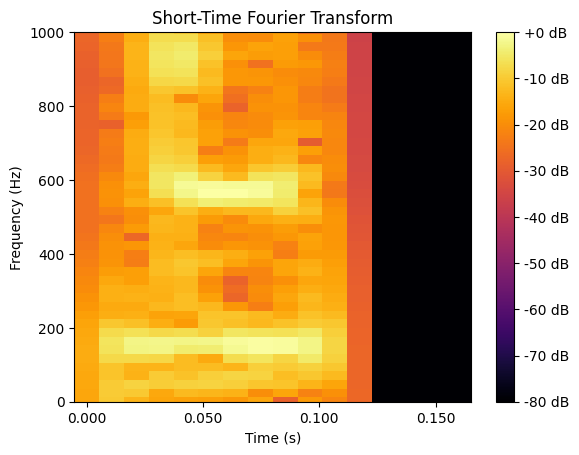 Short-Time Fourier Transform
1000
800
600
400
200
0
Frequency (Hz)
0.000
0.050
0.100
0.150
Time (s)
+0 dB
-10 dB
-20 dB
-30 dB
-40 dB
-50 dB
-60 dB
-70 dB
-80 dB